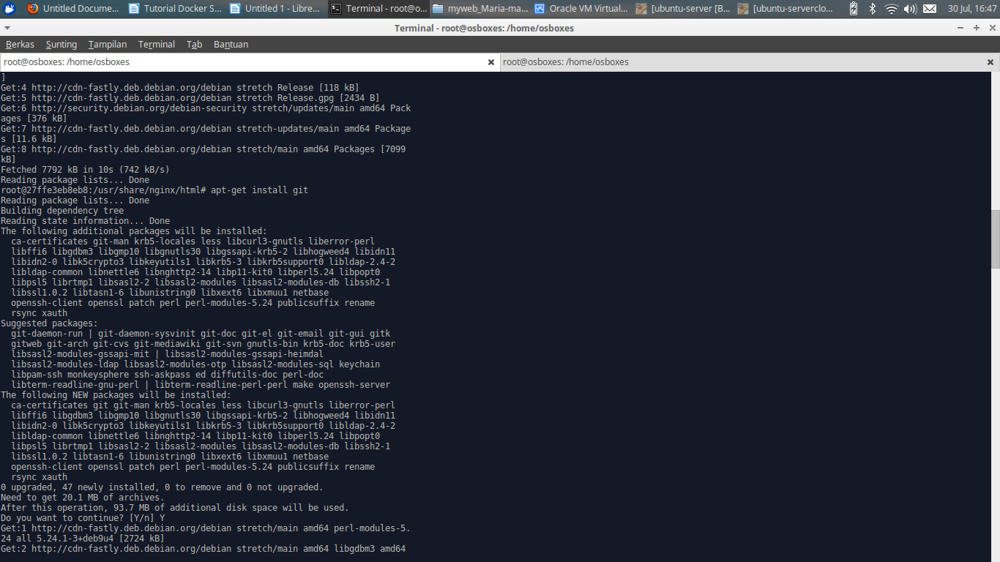 Untitled Docume...
Tutorial Docker S...
Untitled 1 - Libre...
Terminal - root@o...
myweb_Maria-ma...
Oracle VM Virtual...
[ubuntu-server [B...
[ubuntu-serverclo...
30 Jul, 16:47
Terminal - root@osboxes: /home/osboxes
Berkas Sunting Tampilan Terminal Tab Bantuan
root@osboxes: /home/osboxes
root@osboxes: /home/osboxes
]
Get:4 http://cdn-fastly.deb.debian.org/debian stretch Release [118 kB]
Get:5 http://cdn-fastly.deb.debian.org/debian stretch Release.gpg [2434 B]
Get:6 http://security.debian.org/debian-security stretch/updates/main amd64 Pack
ages [376 kB]
Get:7 http://cdn-fastly.deb.debian.org/debian stretch-updates/main amd64 Package
s [11.6 kB]
Get:8 http://cdn-fastly.deb.debian.org/debian stretch/main amd64 Packages [7099
kB]
Fetched 7792 kB in 10s (742 kB/s)
Reading package lists... Done
root@27ffe3eb8eb8:/usr/share/nginx/html# apt-get install git
Reading package lists... Done
Building dependency tree
Reading state information... Done
The following additional packages will be installed:
ca-certificates git-man krb5-locales less libcurl3-gnutls liberror-perl
libffi6 libgdbm3 libgmp10 libgnutls30 libgssapi-krb5-2 libhogweed4 libidn11
libidn2-0 libk5crypto3 libkeyutils1 libkrb5-3 libkrb5support0 libldap-2.4-2
libldap-common libnettle6 libnghttp2-14 libp11-kit0 libperl5.24 libpopt0
libpsl5 librtmp1 libsasl2-2 libsasl2-modules libsasl2-modules-db libssh2-1
libssl1.0.2 libtasn1-6 libunistring0 libxext6 libxmuu1 netbase
openssh-client openssl patch perl perl-modules-5.24 publicsuffix rename
rsync xauth
Suggested packages:
git-daemon-run | git-daemon-sysvinit git-doc git-el git-email git-gui gitk
gitweb git-arch git-cvs git-mediawiki git-svn gnutls-bin krb5-doc krb5-user
libsasl2-modules-gssapi-mit | libsasl2-modules-gssapi-heimdal
libsasl2-modules-ldap libsasl2-modules-otp libsasl2-modules-sql keychain
libpam-ssh monkeysphere ssh-askpass ed diffutils-doc perl-doc
libterm-readline-gnu-perl | libterm-readline-perl-perl make openssh-server
The following NEW packages will be installed:
ca-certificates git git-man krb5-locales less libcurl3-gnutls liberror-perl
libffi6 libgdbm3 libgmp10 libgnutls30 libgssapi-krb5-2 libhogweed4 libidn11
libidn2-0 libk5crypto3 libkeyutils1 libkrb5-3 libkrb5support0 libldap-2.4-2
libldap-common libnettle6 libnghttp2-14 libp11-kit0 libperl5.24 libpopt0
libpsl5 librtmp1 libsasl2-2 libsasl2-modules libsasl2-modules-db libssh2-1
libssl1.0.2 libtasn1-6 libunistring0 libxext6 libxmuu1 netbase
openssh-client openssl patch perl perl-modules-5.24 publicsuffix rename
rsync xauth
0 upgraded, 47 newly installed, 0 to remove and 0 not upgraded.
Need to get 20.1 MB of archives.
After this operation, 93.7 MB of additional disk space will be used.
Do you want to continue? [Y/n] Y
Get:1 http://cdn-fastly.deb.debian.org/debian stretch/main amd64 perl-modules-5.
24 all 5.24.1-3+deb9u4 [2724 kB]
Get:2 http://cdn-fastly.deb.debian.org/debian stretch/main amd64 libgdbm3 amd64